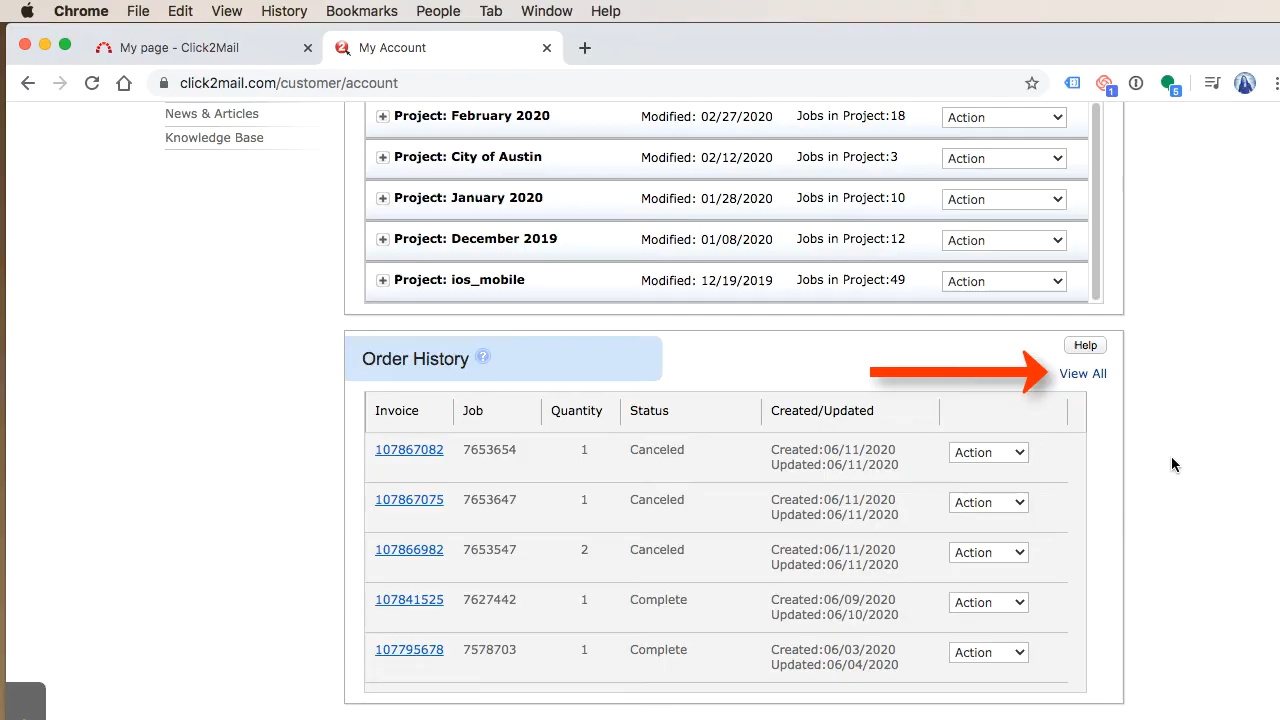 Chrome File Edit View History Bookmarks People Tab Window Help
My page - Click2Mail
My Account
click2mail.com/customer/account
1
5
News & Articles
Knowledge Base
Project: February 2020 Modified: 02/27/2020 Jobs in Project:18 Action
Project: City of Austin Modified: 02/12/2020 Jobs in Project:3 Action
Project: January 2020 Modified: 01/28/2020 Jobs in Project:10 Action
Project: December 2019 Modified: 01/08/2020 Jobs in Project:12 Action
Project: ios_mobile Modified: 12/19/2019 Jobs in Project:49 Action
Order History ?
Help
View All
Invoice Job Quantity Status Created/Updated
107867082 7653654 1 Canceled Created:06/11/2020 Action
Updated:06/11/2020
107867075 7653647 1 Canceled Created:06/11/2020 Action
Updated:06/11/2020
107866982 7653547 2 Canceled Created:06/11/2020 Action
Updated:06/11/2020
107841525 7627442 1 Complete Created:06/09/2020 Action
Updated:06/10/2020
107795678 7578703 1 Complete Created:06/03/2020 Action
Updated:06/04/2020